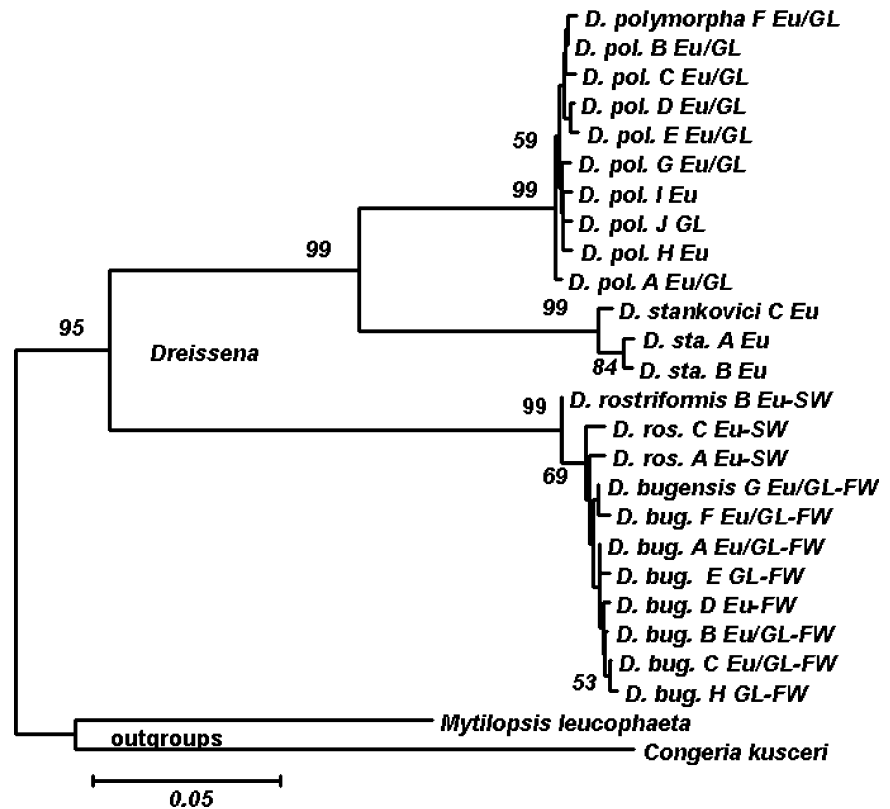 D. polymorpha F Eu/GL
D. pol. B Eu/GL
D. pol. C Eu/GL
D. pol. D Eu/GL
D. pol. E Eu/GL
59
D. pol. G Eu/GL
99
D. pol. I Eu
D. pol. J GL
D. pol. H Eu
99
D. pol. A Eu/GL
99
D. stankovici C Eu
95
D. sta. A Eu
Dreissena
84
D. sta. B Eu
99
D. rostriformis B Eu-SW
D. ros. C Eu-SW
D. ros. A Eu-SW
69
D. bugensis G Eu/GL-FW
D. bug. F Eu/GL-FW
D. bug. A Eu/GL-FW
D. bug. E GL-FW
D. bug. D Eu-FW
D. bug. B Eu/GL-FW
D. bug. C Eu/GL-FW
53
D. bug. H GL-FW
Mytilopsis leucophaeta
outgroups
Congeria kusceri
0.05